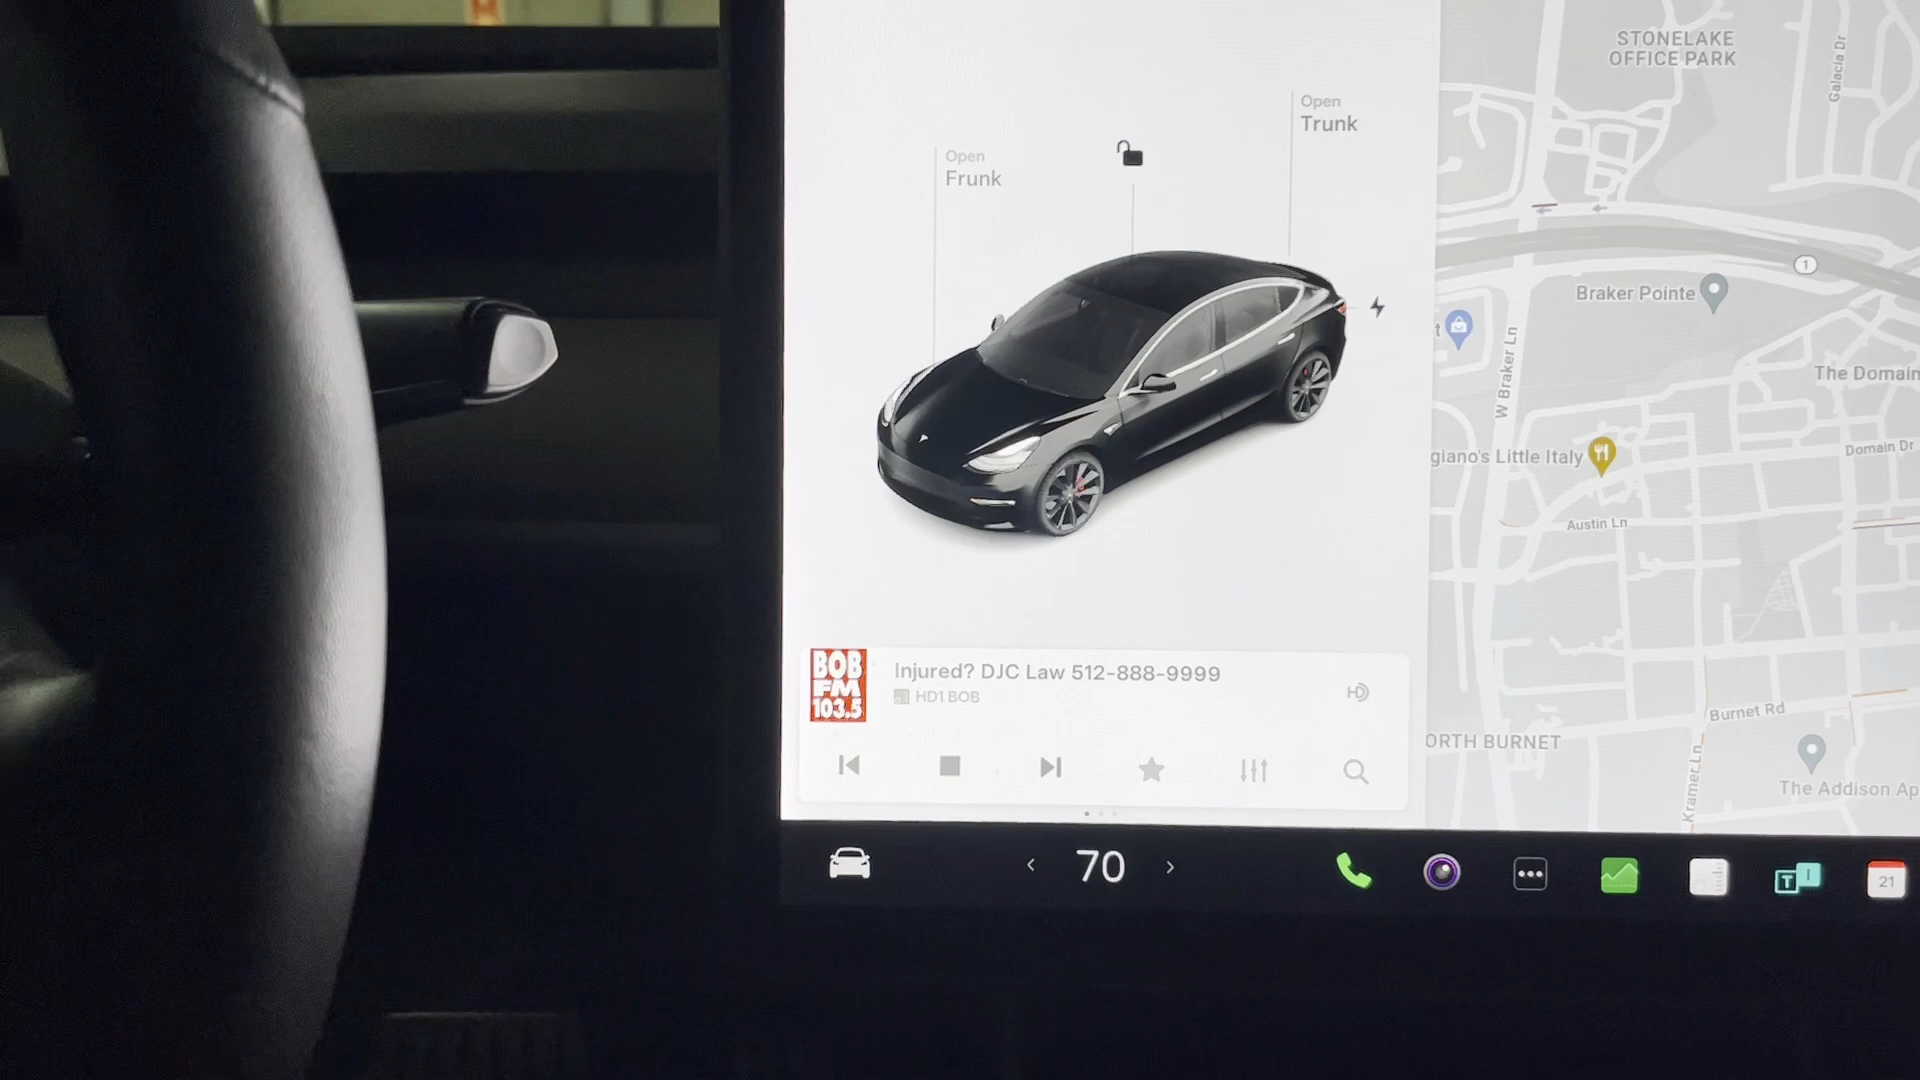 Open
Trunk
Open
Frunk
STONELAKE
OFFICE PARK
Galacia Dr
1
Braker Pointe
W Braker Ln
The Domain
giano's Little Italy
Domain Dr
Austin Ln
BOB
FM
103.5
Injured? DJC Law 512-888-9999
HD1 BOB
HD
Burnet Rd
ORTH BURNET
Kramer Ln
The Addison Ap
70
T
I
21